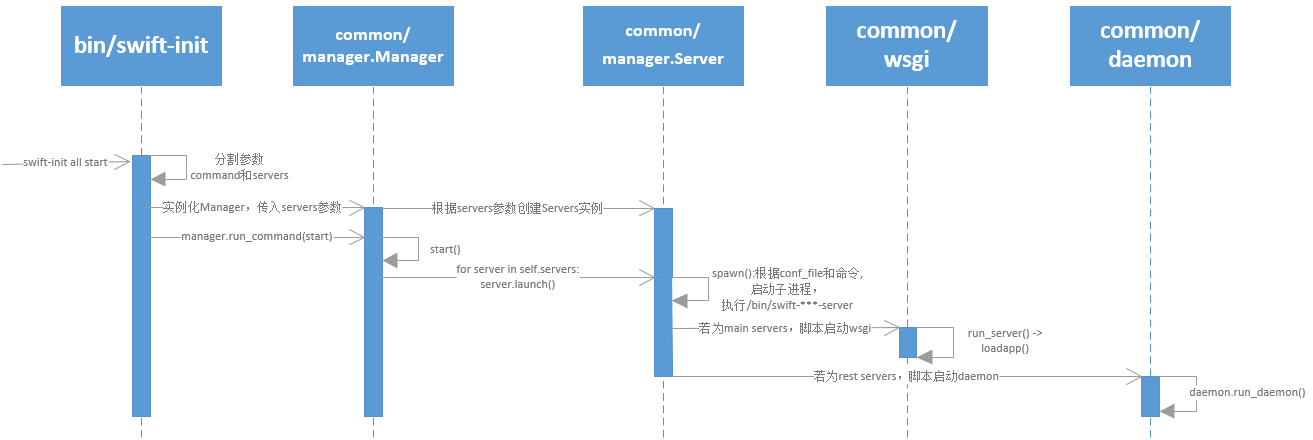 bin/swift-init
common/
manager.Manager
common/
manager.Server
common/
wsgi
common/
daemon
swift-init all start
分割参数
command和servers
实例化Manager，传入servers参数
根据servers参数创建Servers实例
manager.run_command(start)
start()
for server in self.servers:
server.launch()
spawn():根据conf_file和命令,
启动子进程，
执行/bin/swift-***-server
若为main servers，脚本启动wsgi
run_server() ->
loadapp()
若为rest servers，脚本启动daemon
daemon.run_daemon()